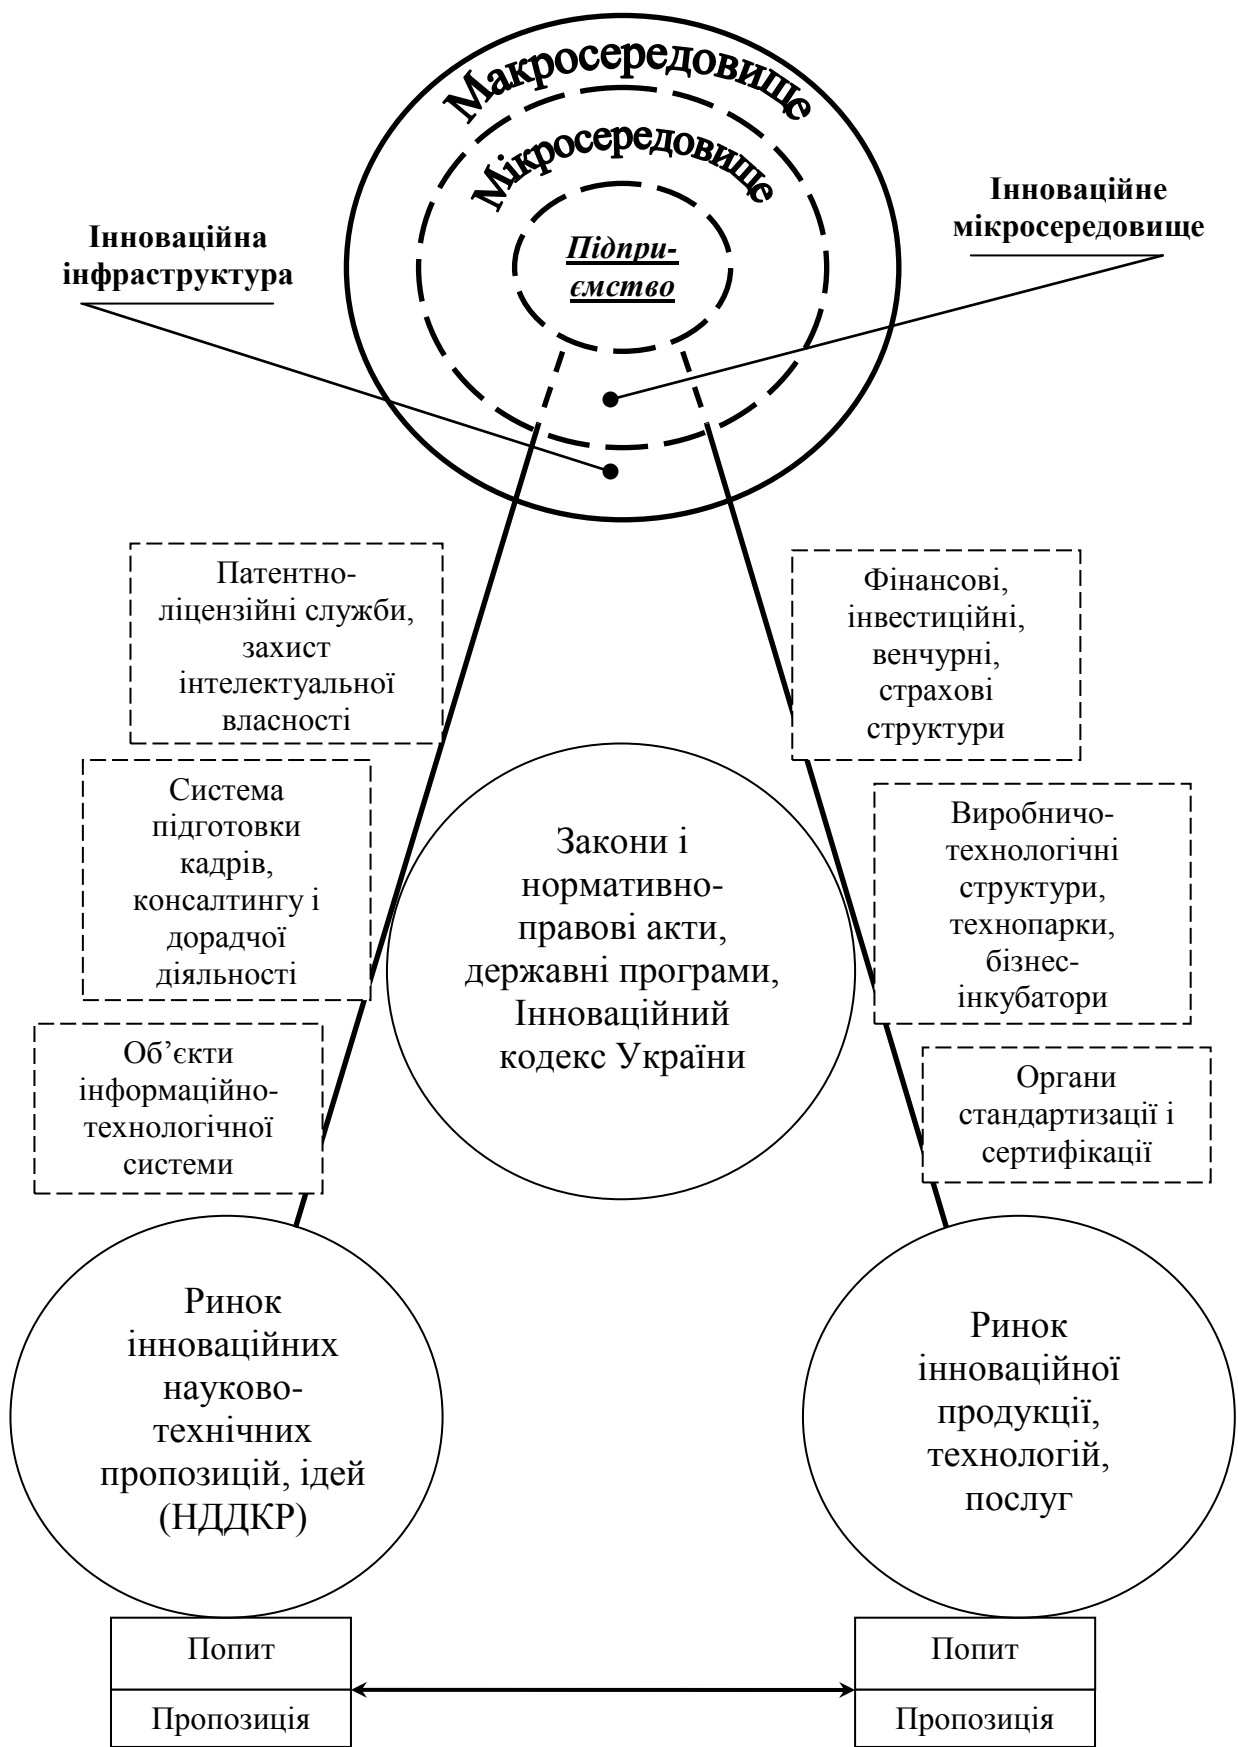 Макросередовище
Мікросередовище
Підпри-
ємство
Інноваційна
інфраструктура
Інноваційне
мікросередовище
Патентно-
ліцензійні служби,
захист
інтелектуальної
власності
Фінансові,
інвестиційні,
венчурні,
страхові
структури
Система
підготовки
кадрів,
консалтингу і
дорадчої
діяльності
Закони і
нормативно-
правові акти,
державні програми,
Інноваційний
кодекс України
Виробничо-
технологічні
структури,
технопарки,
бізнес-
інкубатори
Об’єкти
інформаційно-
технологічної
системи
Органи
стандартизації і
сертифікації
Ринок
інноваційних
науково-
технічних
пропозицій, ідей
(НДДКР)
Ринок
інноваційної
продукції,
технологій,
послуг
Попит
Пропозиція
Попит
Пропозиція